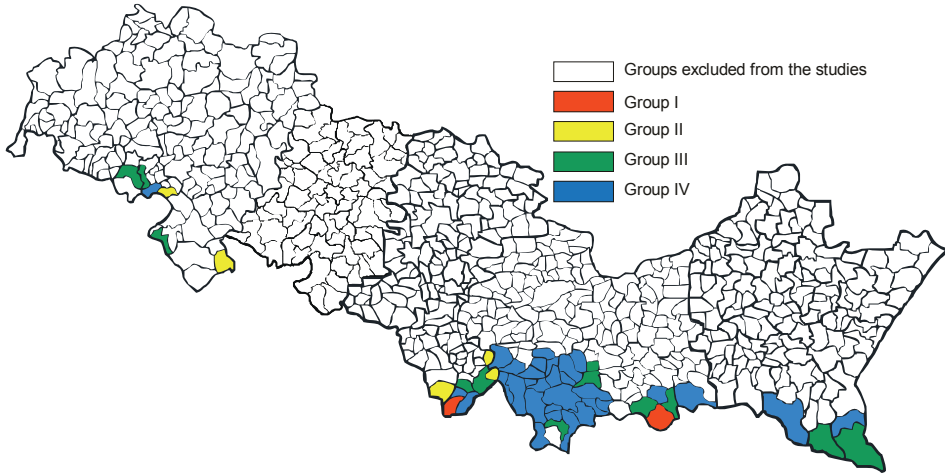 Groups excluded from the studies
Group I
Group II
Group III
Group IV